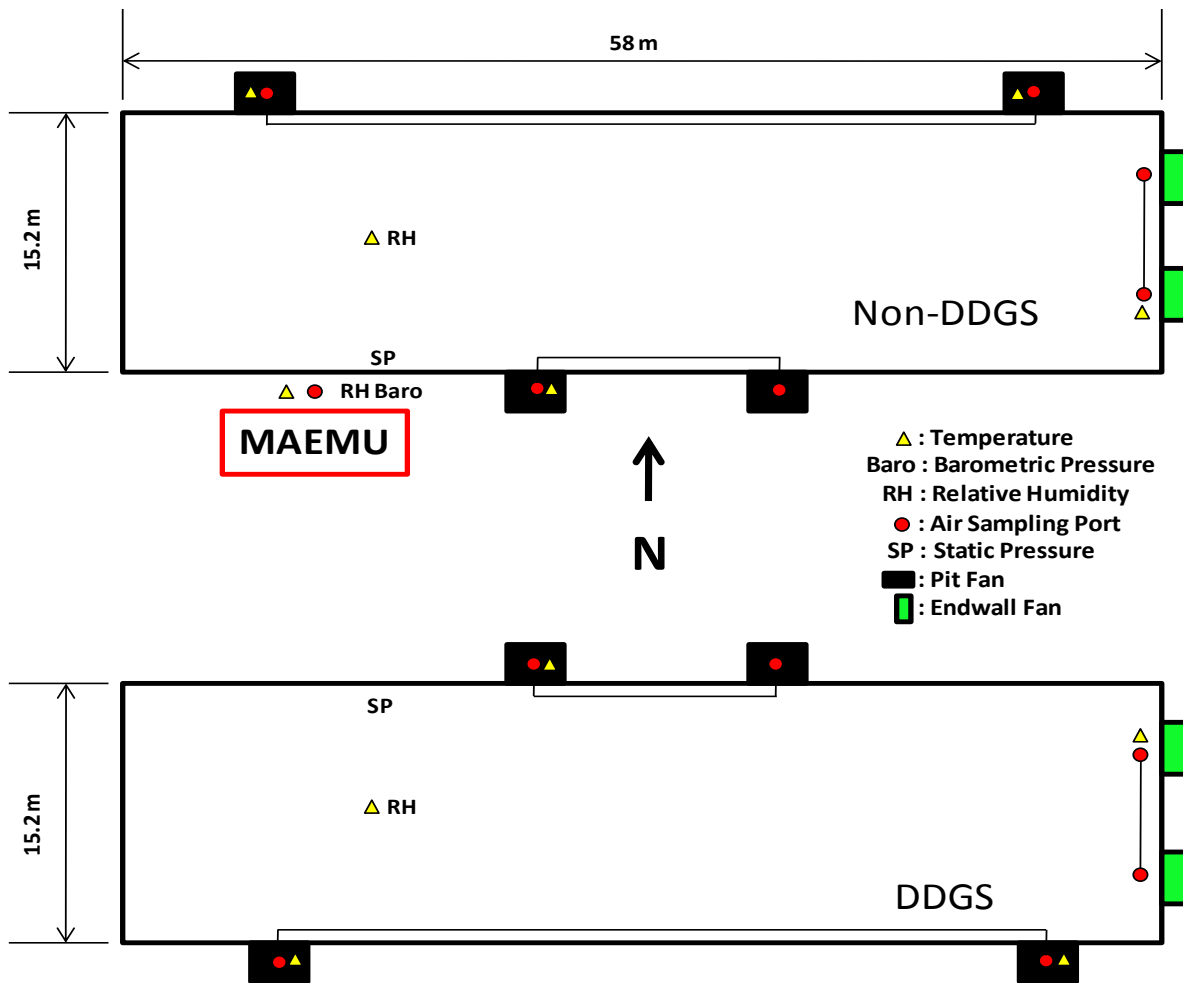 58 m
15.2 m
RH
Non-DDGS
SP
RH Baro
MAEMU
N
: Temperature
Baro : Barometric Pressure
RH : Relative Humidity
: Air Sampling Port
SP : Static Pressure
: Pit Fan
: Endwall Fan
SP
15.2 m
RH
DDGS